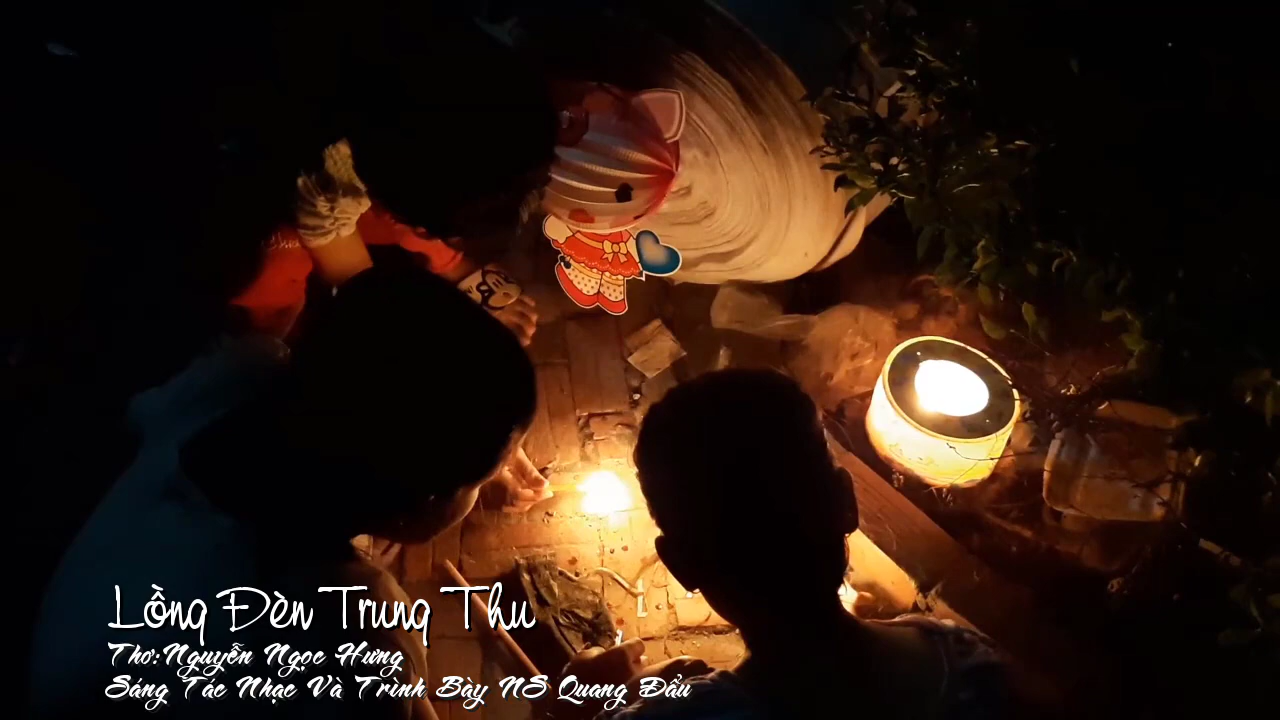 Lồng Đèn Trung Thu
Thơ: Nguyễn Ngọc Hưng
Sáng Tác Nhạc Và Trình Bày NS Quang Đẩu